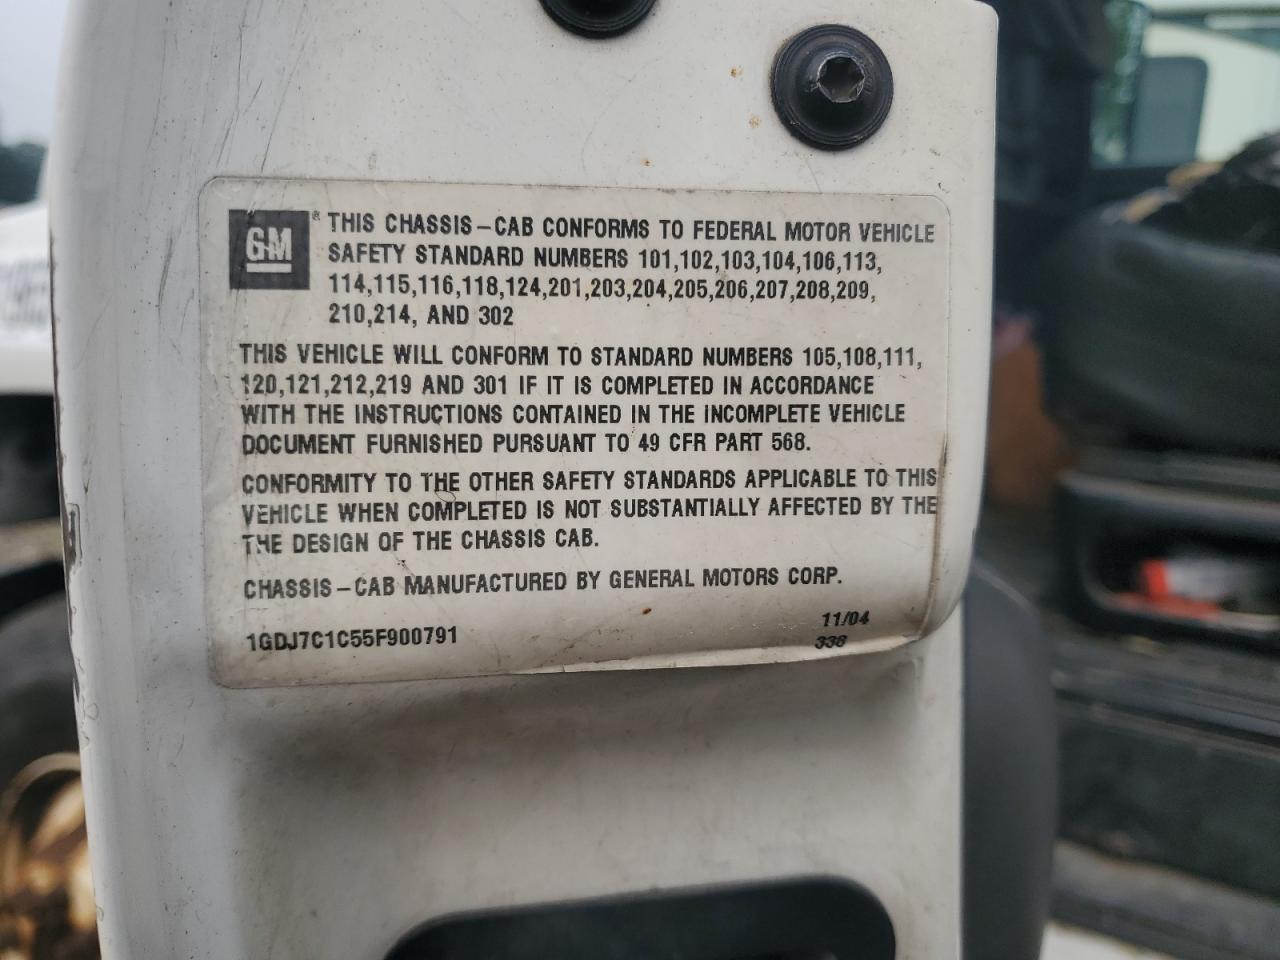 GM® THIS CHASSIS-CAB CONFORMS TO FEDERAL MOTOR VEHICLE
SAFETY STANDARD NUMBERS 101,102,103,104,106,113,
114,115,116,118,124,201,203,204,205,206,207,208,209,
210,214, AND 302
THIS VEHICLE WILL CONFORM TO STANDARD NUMBERS 105,108,111,
120,121,212,219 AND 301 IF IT IS COMPLETED IN ACCORDANCE
WITH THE INSTRUCTIONS CONTAINED IN THE INCOMPLETE VEHICLE
DOCUMENT FURNISHED PURSUANT TO 49 CFR PART 568.
CONFORMITY TO THE OTHER SAFETY STANDARDS APPLICABLE TO THIS
VEHICLE WHEN COMPLETED IS NOT SUBSTANTIALLY AFFECTED BY THE
THE DESIGN OF THE CHASSIS CAB.
CHASSIS-CAB MANUFACTURED BY GENERAL MOTORS CORP.
11/04
1GDJ7C1C55F900791
338